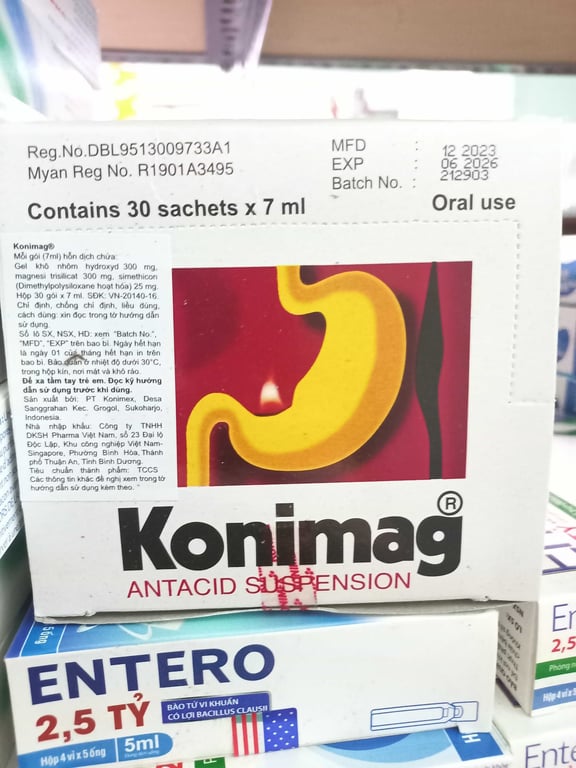 Reg.No.DBL9513009733A1
Myan Reg No. R1901A3495
MFD : 12 2023
EXP : 06 2026
Batch No. : 212903
Contains 30 sachets x 7 ml
Oral use
Konimag®
Mỗi gói (7ml) hỗn dịch chứa:
Gel khô nhôm hydroxyd 300 mg,
magnesi trisilicat 300 mg, simethicon
(Dimethylpolysiloxane hoạt hóa) 25 mg.
Hộp 30 gói x 7 ml. SĐK: VN-20140-16.
Chỉ định, chống chỉ định, liều dùng,
cách dùng: xin đọc trong tờ hướng dẫn
sử dụng.
Số lô SX, NSX, HD: xem "Batch No.",
"MFD", "EXP" trên bao bì. Ngày hết hạn
là ngày 01 của tháng hết hạn in trên
bao bì. Bảo quản ở nhiệt độ dưới 30°C,
trong hộp kín, nơi mát và khô ráo.
Để xa tầm tay trẻ em. Đọc kỹ hướng
dẫn sử dụng trước khi dùng.
Sản xuất bởi: PT Konimex, Desa
Sanggrahan Kec. Grogol, Sukoharjo,
Indonesia.
Nhà nhập khẩu: Công ty TNHH
DKSH Pharma Việt Nam, số 23 Đại lộ
Độc Lập, Khu công nghiệp Việt Nam-
Singapore, Phường Bình Hòa, Thành
phố Thuận An, Tỉnh Bình Dương.
Tiêu chuẩn thành phẩm: TCCS
Các thông tin khác đề nghị xem trong tờ
hướng dẫn sử dụng kèm theo.
Konimag®
ANTACID SUSPENSION
5 ống
ENTERO
2,5 TỶ
BÀO TỬ VI KHUẨN
CÓ LỢI BACILLUS CLAUSII
Hộp 4 vỉ x 5 ống
5ml
H
En
2,5
Phòng n
Hộp 4 vỉ x 5